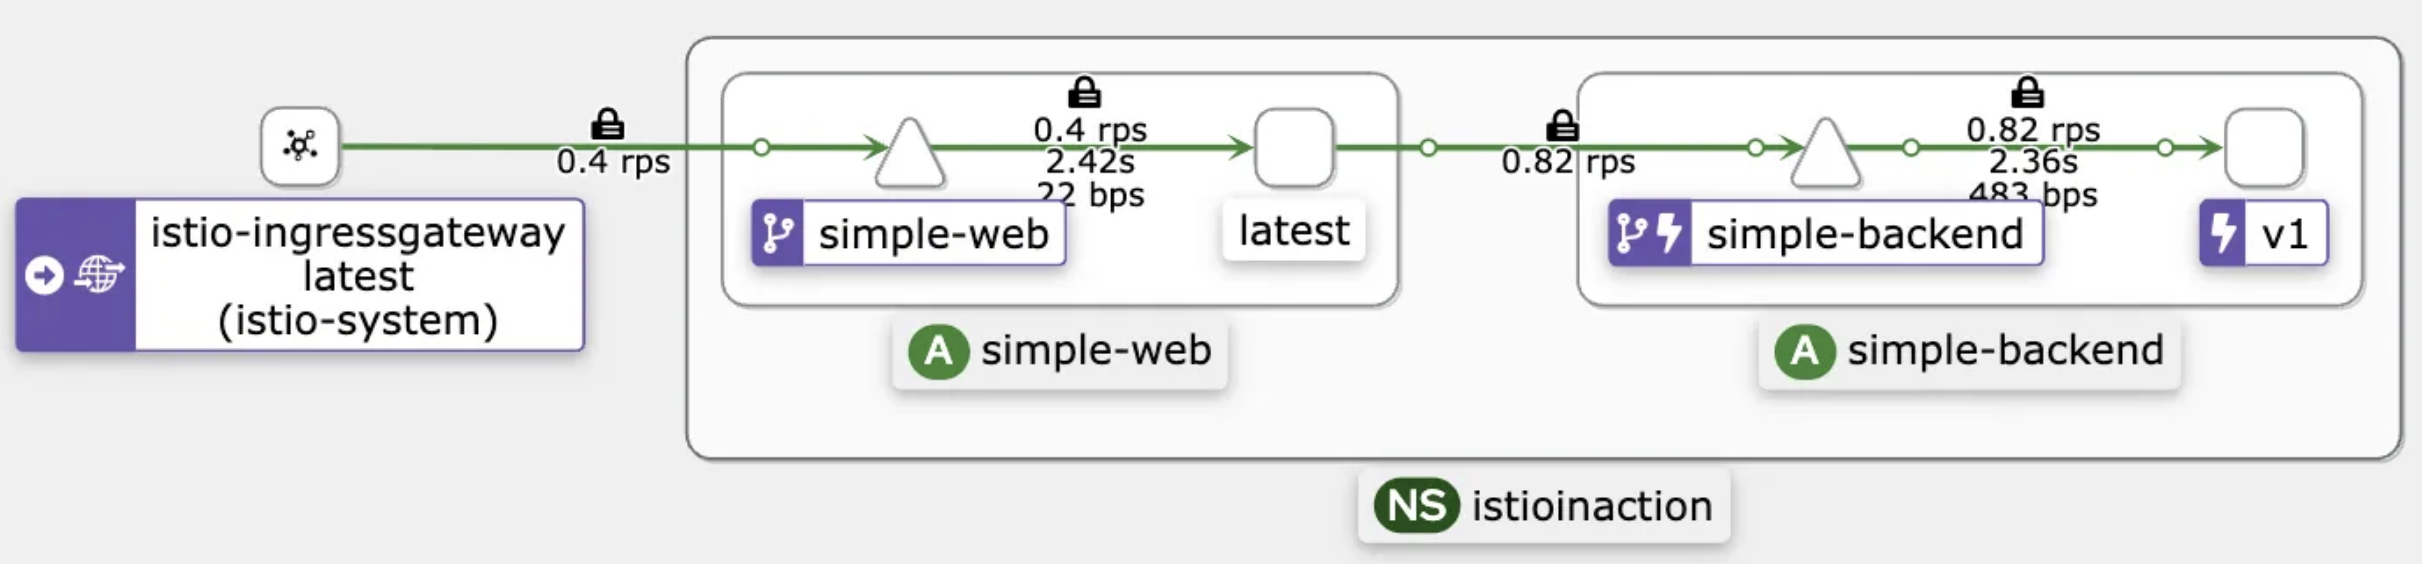 0.4 rps
istio-ingressgateway
latest
(istio-system)
0.4 rps
2.42s
22 bps
simple-web
latest
A simple-web
0.82 rps
0.82 rps
2.36s
483 bps
simple-backend
v1
A simple-backend
NS istioinaction